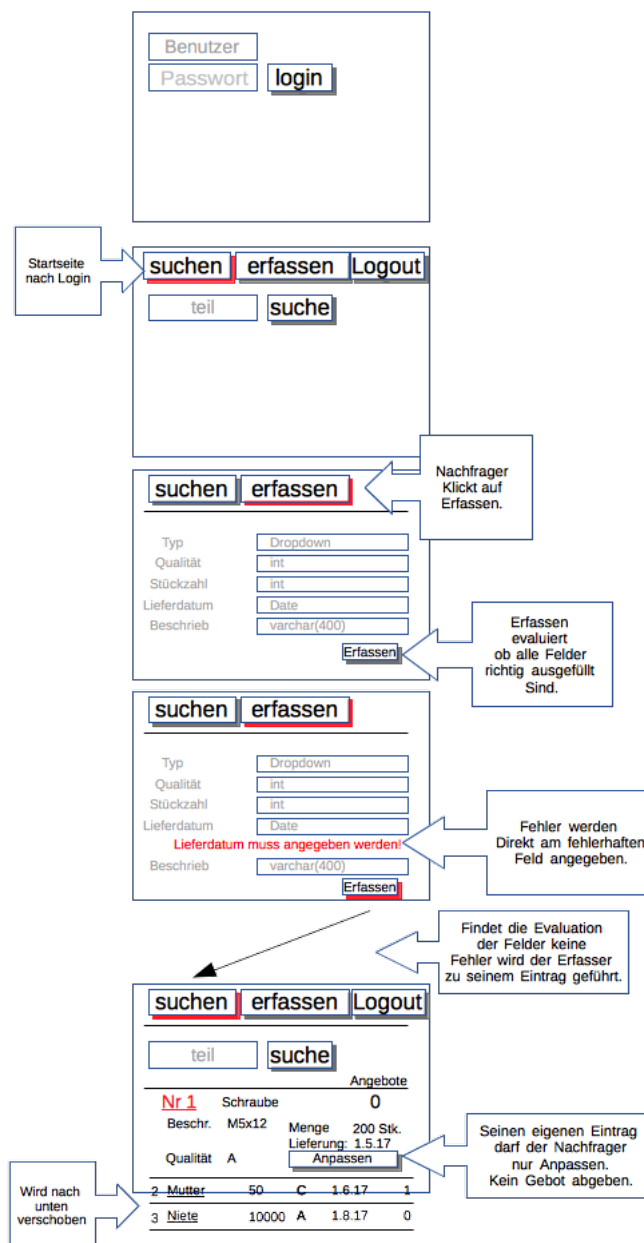 Benutzer
Passwort login
Startseite
nach Login
suchen erfassen Logout
teil suche
Nachfrager
Klickt auf
Erfassen.
suchen erfassen
Typ Dropdown
Qualität int
Stückzahl int
Lieferdatum Date
Beschrieb varchar(400)
Erfassen
Erfassen
evaluiert
ob alle Felder
richtig ausgefüllt
Sind.
suchen erfassen
Typ Dropdown
Qualität int
Stückzahl int
Lieferdatum Date
Lieferdatum muss angegeben werden!
Beschrieb varchar(400)
Erfassen
Fehler werden
Direkt am fehlerhaften
Feld angegeben.
Findet die Evaluation
der Felder keine
Fehler wird der Erfasser
zu seinem Eintrag geführt.
suchen erfassen Logout
teil suche
Angebote
Nr 1 Schraube 0
Beschr. M5x12 Menge 200 Stk.
Lieferung: 1.5.17
Qualität A Anpassen
Seinen eigenen Eintrag
darf der Nachfrager
nur Anpassen.
Kein Gebot abgeben.
Wird nach
unten
verschoben
2 Mutter 50 C 1.6.17 1
3 Niete 10000 A 1.8.17 0